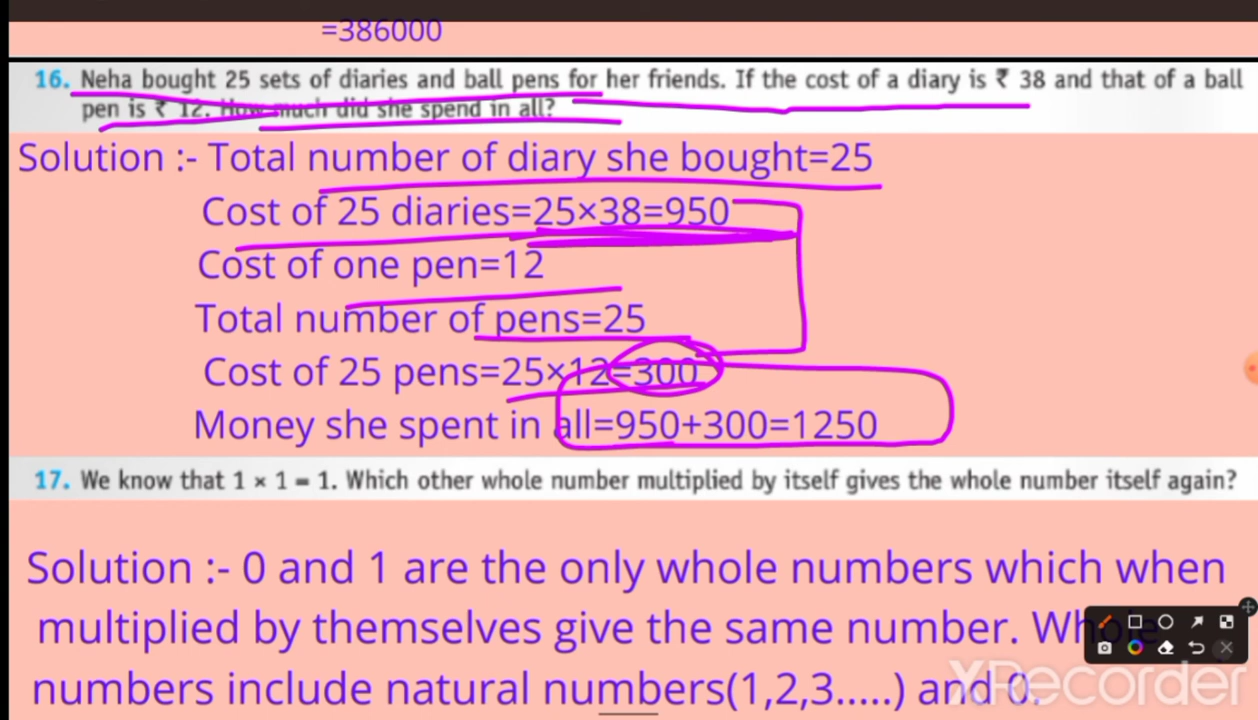 =386000
16. Neha bought 25 sets of diaries and ball pens for her friends. If the cost of a diary is ₹ 38 and that of a ball
pen is ₹ 12. How much did she spend in all?
Solution :- Total number of diary she bought=25
Cost of 25 diaries=25×38=950
Cost of one pen=12
Total number of pens=25
Cost of 25 pens=25×12=300
Money she spent in all=950+300=1250
17. We know that 1 × 1 = 1. Which other whole number multiplied by itself gives the whole number itself again?
Solution :- 0 and 1 are the only whole numbers which when
multiplied by themselves give the same number. Whole
numbers include natural numbers(1,2,3.....) and 0.
XRecorder